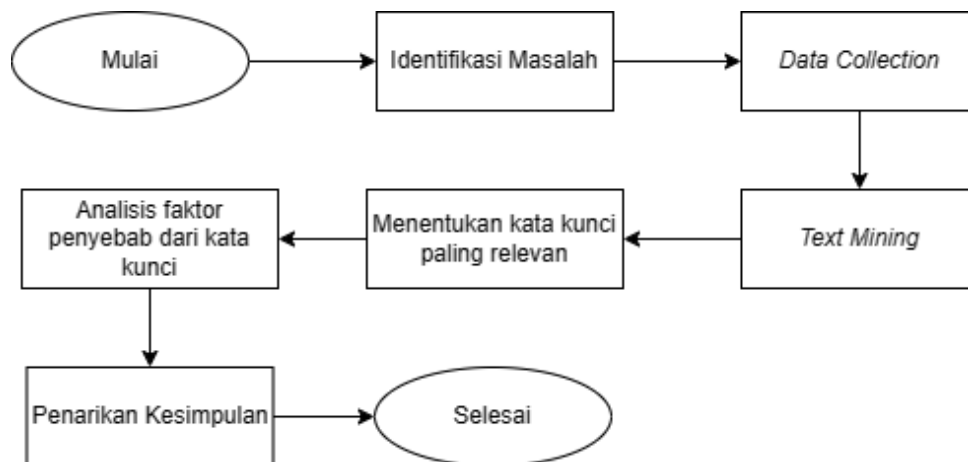 Mulai
Identifikasi Masalah
Data Collection
Text Mining
Menentukan kata kunci
paling relevan
Analisis faktor
penyebab dari kata
kunci
Penarikan Kesimpulan
Selesai